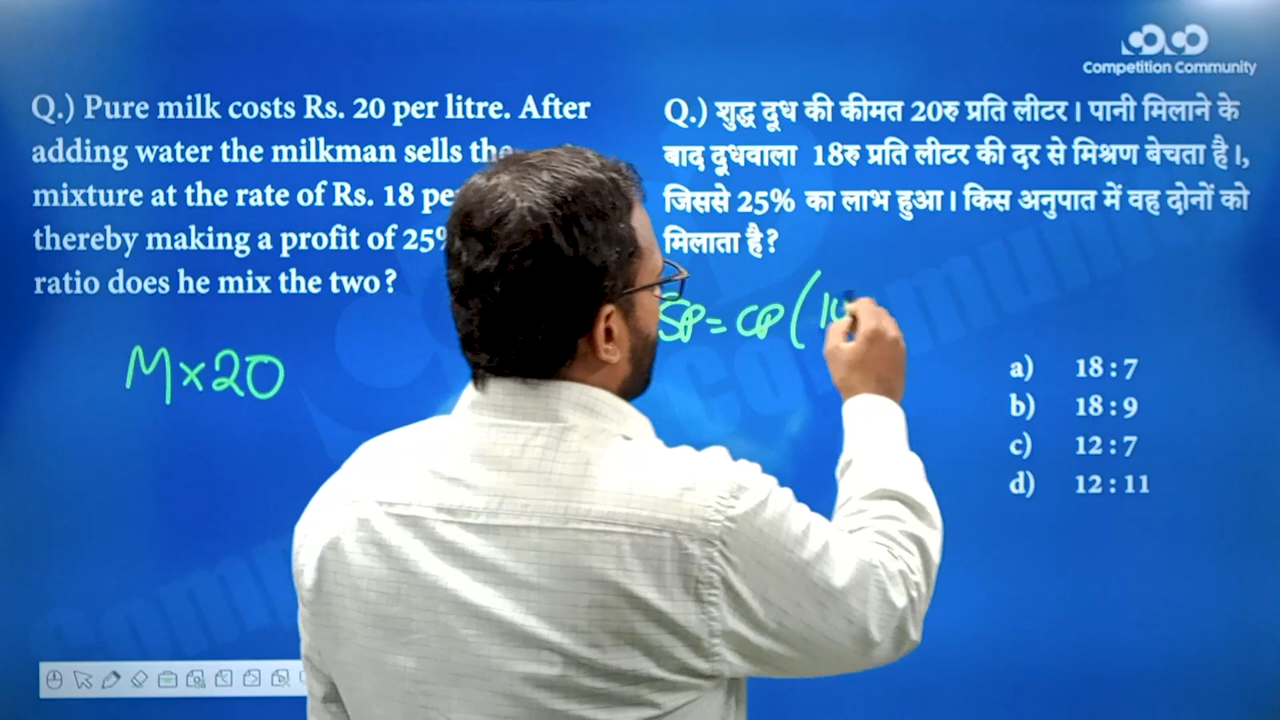 Competition Community
Q.) Pure milk costs Rs. 20 per litre. After
adding water the milkman sells the
mixture at the rate of Rs. 18
thereby making a profit of 25%
ratio does he mix the two?
M×20
Q.) शुद्ध दूध की कीमत 20रु प्रति लीटर। पानी मिलाने के
बाद दूधवाला 18रु प्रति लीटर की दर से मिश्रण बेचता है।,
जिससे 25% का लाभ हुआ। किस अनुपात में वह दोनों को
मिलाता है?
SP=CP(
a) 18:7
b) 18:9
c) 12:7
d) 12:11